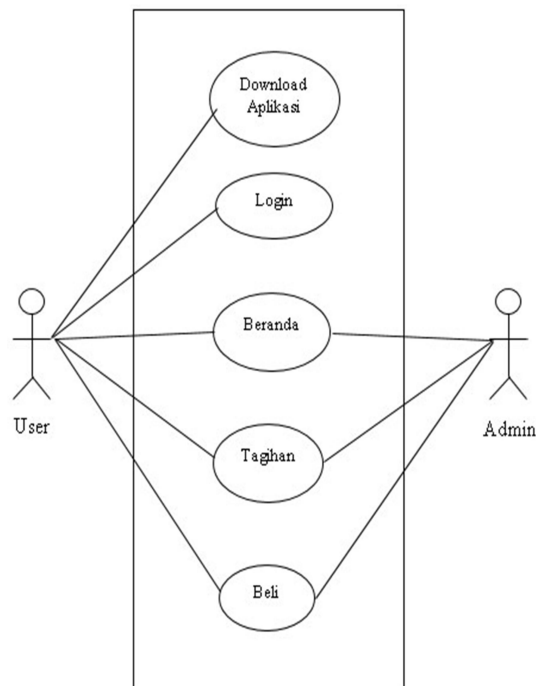 Download
Aplikasi
Login
Beranda
User
Admin
Tagihan
Beli